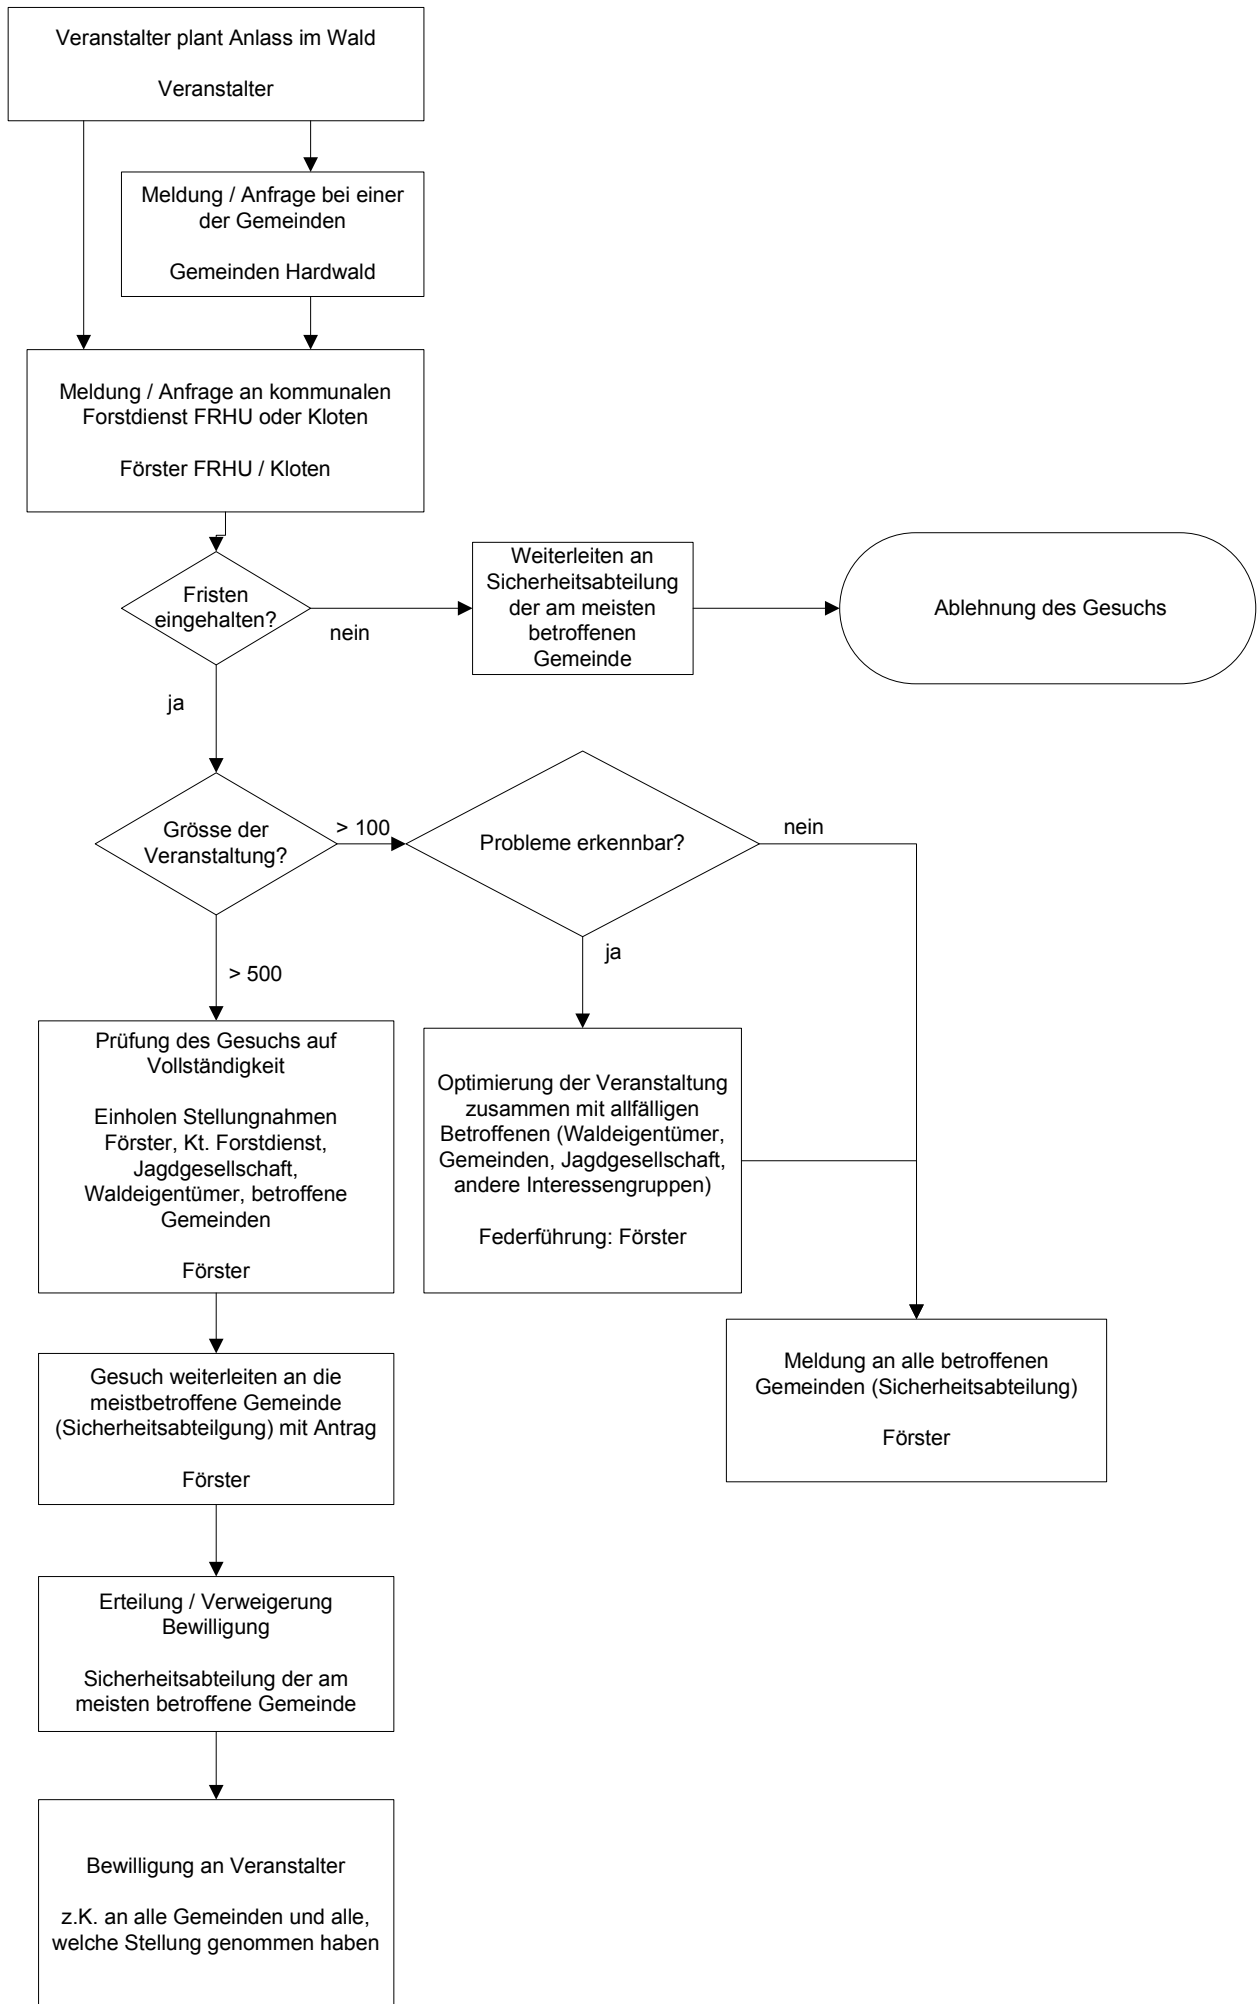 Veranstalter plant Anlass im Wald
Veranstalter
Meldung / Anfrage bei einer
der Gemeinden
Gemeinden Hardwald
Meldung / Anfrage an kommunalen
Forstdienst FRHU oder Kloten
Förster FRHU / Kloten
Fristen
eingehalten?
nein
Weiterleiten an
Sicherheitsabteilung
der am meisten
betroffenen
Gemeinde
Ablehnung des Gesuchs
ja
Grösse der
Veranstaltung?
> 100
Probleme erkennbar?
nein
ja
> 500
Prüfung des Gesuchs auf
Vollständigkeit
Einholen Stellungnahmen
Förster, Kt. Forstdienst,
Jagdgesellschaft,
Waldeigentümer, betroffene
Gemeinden
Förster
Optimierung der Veranstaltung
zusammen mit allfälligen
Betroffenen (Waldeigentümer,
Gemeinden, Jagdgesellschaft,
andere Interessengruppen)
Federführung: Förster
Meldung an alle betroffenen
Gemeinden (Sicherheitsabteilung)
Förster
Gesuch weiterleiten an die
meistbetroffene Gemeinde
(Sicherheitsabteilgung) mit Antrag
Förster
Erteilung / Verweigerung
Bewilligung
Sicherheitsabteilung der am
meisten betroffene Gemeinde
Bewilligung an Veranstalter
z.K. an alle Gemeinden und alle,
welche Stellung genommen haben